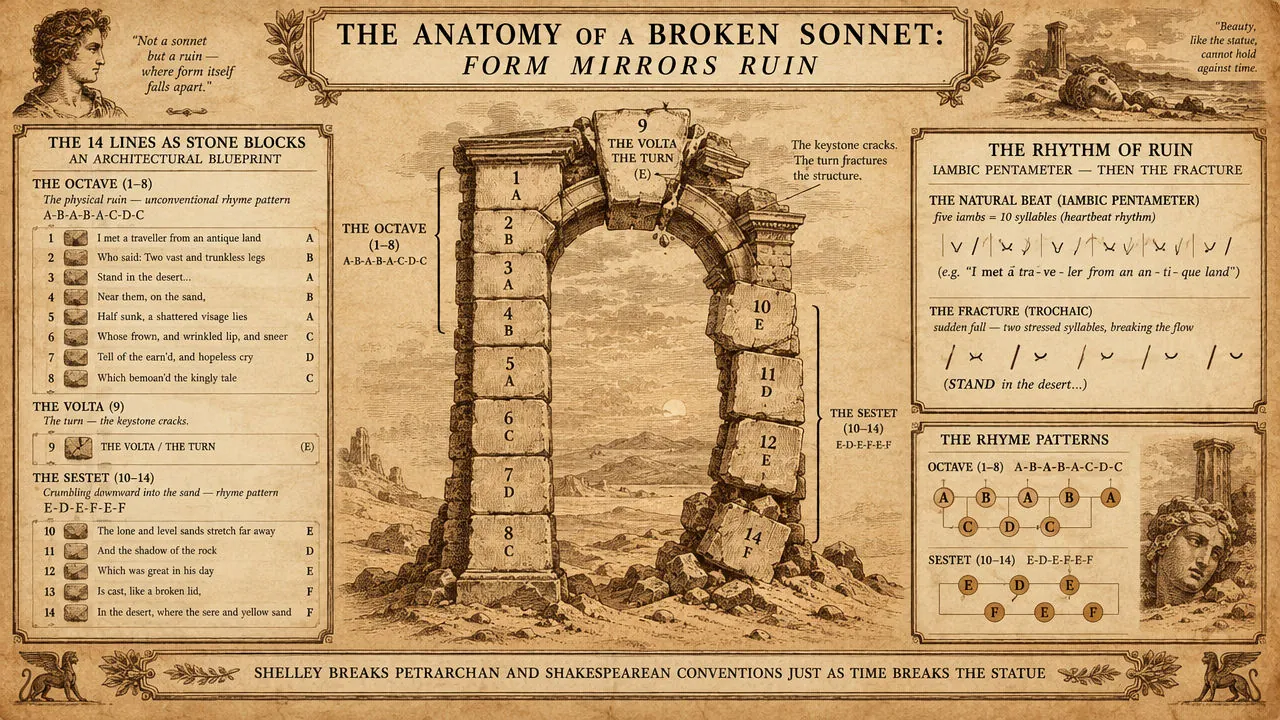 THE ANATOMY OF A BROKEN SONNET:
FORM MIRRORS RUIN
"Not a sonnet
but a ruin —
where form itself
falls apart."
"Beauty,
like the statue,
cannot hold
against time.
THE 14 LINES AS STONE BLOCKS
AN ARCHITECTURAL BLUEPRINT
THE OCTAVE (1–8)
The physical ruin — unconventional rhyme pattern
A-B-A-B-A-C-D-C
1 I met a traveller from an antique land A
2 Who said: Two vast and trunkless legs B
3 Stand in the desert... A
4 Near them, on the sand, B
5 Half sunk, a shattered visage lies A
6 Whose frown, and wrinkled lip, and sneer C
7 Tell of the earn'd, and hopeless cry D
8 Which bemoan'd the kingly tale C
THE VOLTA (9)
The turn — the keystone cracks.
9 THE VOLTA / THE TURN (E)
THE SESTET (10–14)
Crumbling downward into the sand — rhyme pattern
E-D-E-F-E-F
10 The lone and level sands stretch far away E
11 And the shadow of the rock D
12 Which was great in his day E
13 Is cast, like a broken lid, F
14 In the desert, where the sere and yellow sand F
THE OCTAVE
(1–8)
A-B-A-B-A-C-D-C
1
A
2
B
3
A
4
B
5
A
6
C
7
D
8
C
9
THE VOLTA
THE TURN
(E)
The keystone cracks.
The turn fractures
the structure.
10
E
11
D
12
E
14
F
THE SESTET
(10–14)
E-D-E-F-E-F
THE RHYTHM OF RUIN
IAMBIC PENTAMETER — THEN THE FRACTURE
THE NATURAL BEAT (IAMBIC PENTAMETER)
five iambs = 10 syllables (heartbeat rhythm)
(e.g. "I met a tra - ve - ler from an an - ti - que land")
THE FRACTURE (TROCHAIC)
sudden fall — two stressed syllables, breaking the flow
(STAND in the desert...)
THE RHYME PATTERNS
OCTAVE (1–8) A-B-A-B-A-C-D-C
A B A B A
C D C
SESTET (10–14) E-D-E-F-E-F
E D E
F E F
SHELLEY BREAKS PETRARCHAN AND SHAKESPEAREAN CONVENTIONS JUST AS TIME BREAKS THE STATUE